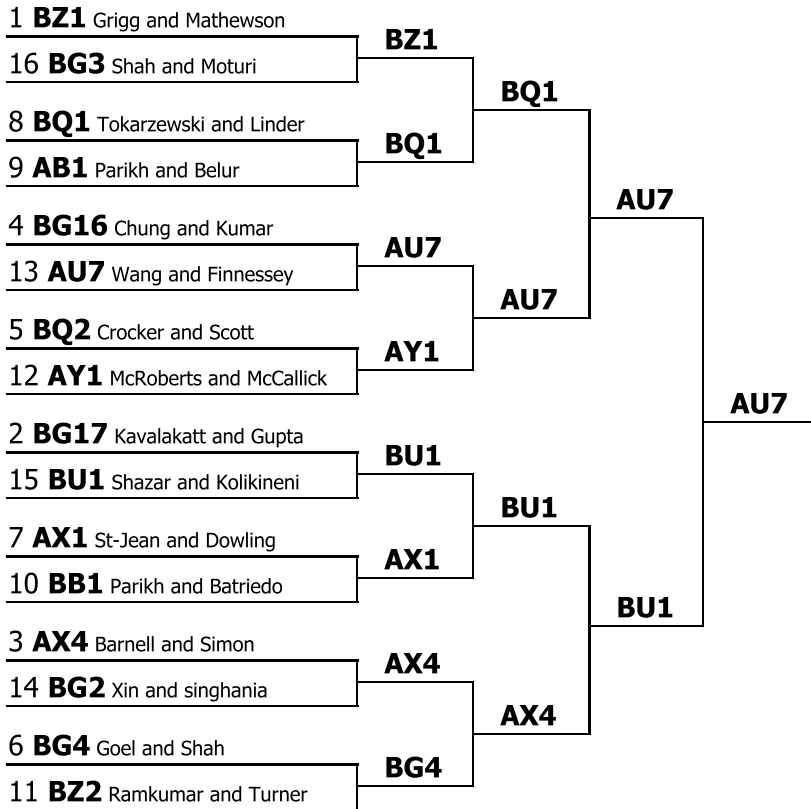 1 BZ1 Grigg and Mathewson
16 BG3 Shah and Moturi
8 BQ1 Tokarzewski and Linder
9 AB1 Parikh and Belur
4 BG16 Chung and Kumar
13 AU7 Wang and Finnessey
5 BQ2 Crocker and Scott
12 AY1 McRoberts and McCallick
2 BG17 Kavalakatt and Gupta
15 BU1 Shazar and Kolikineni
7 AX1 St-Jean and Dowling
10 BB1 Parikh and Batriedo
3 AX4 Barnell and Simon
14 BG2 Xin and singhania
6 BG4 Goel and Shah
11 BZ2 Ramkumar and Turner
BZ1
BQ1
AU7
AY1
BU1
AX1
AX4
BG4
BQ1
AU7
BU1
AX4
AU7
BU1
AU7